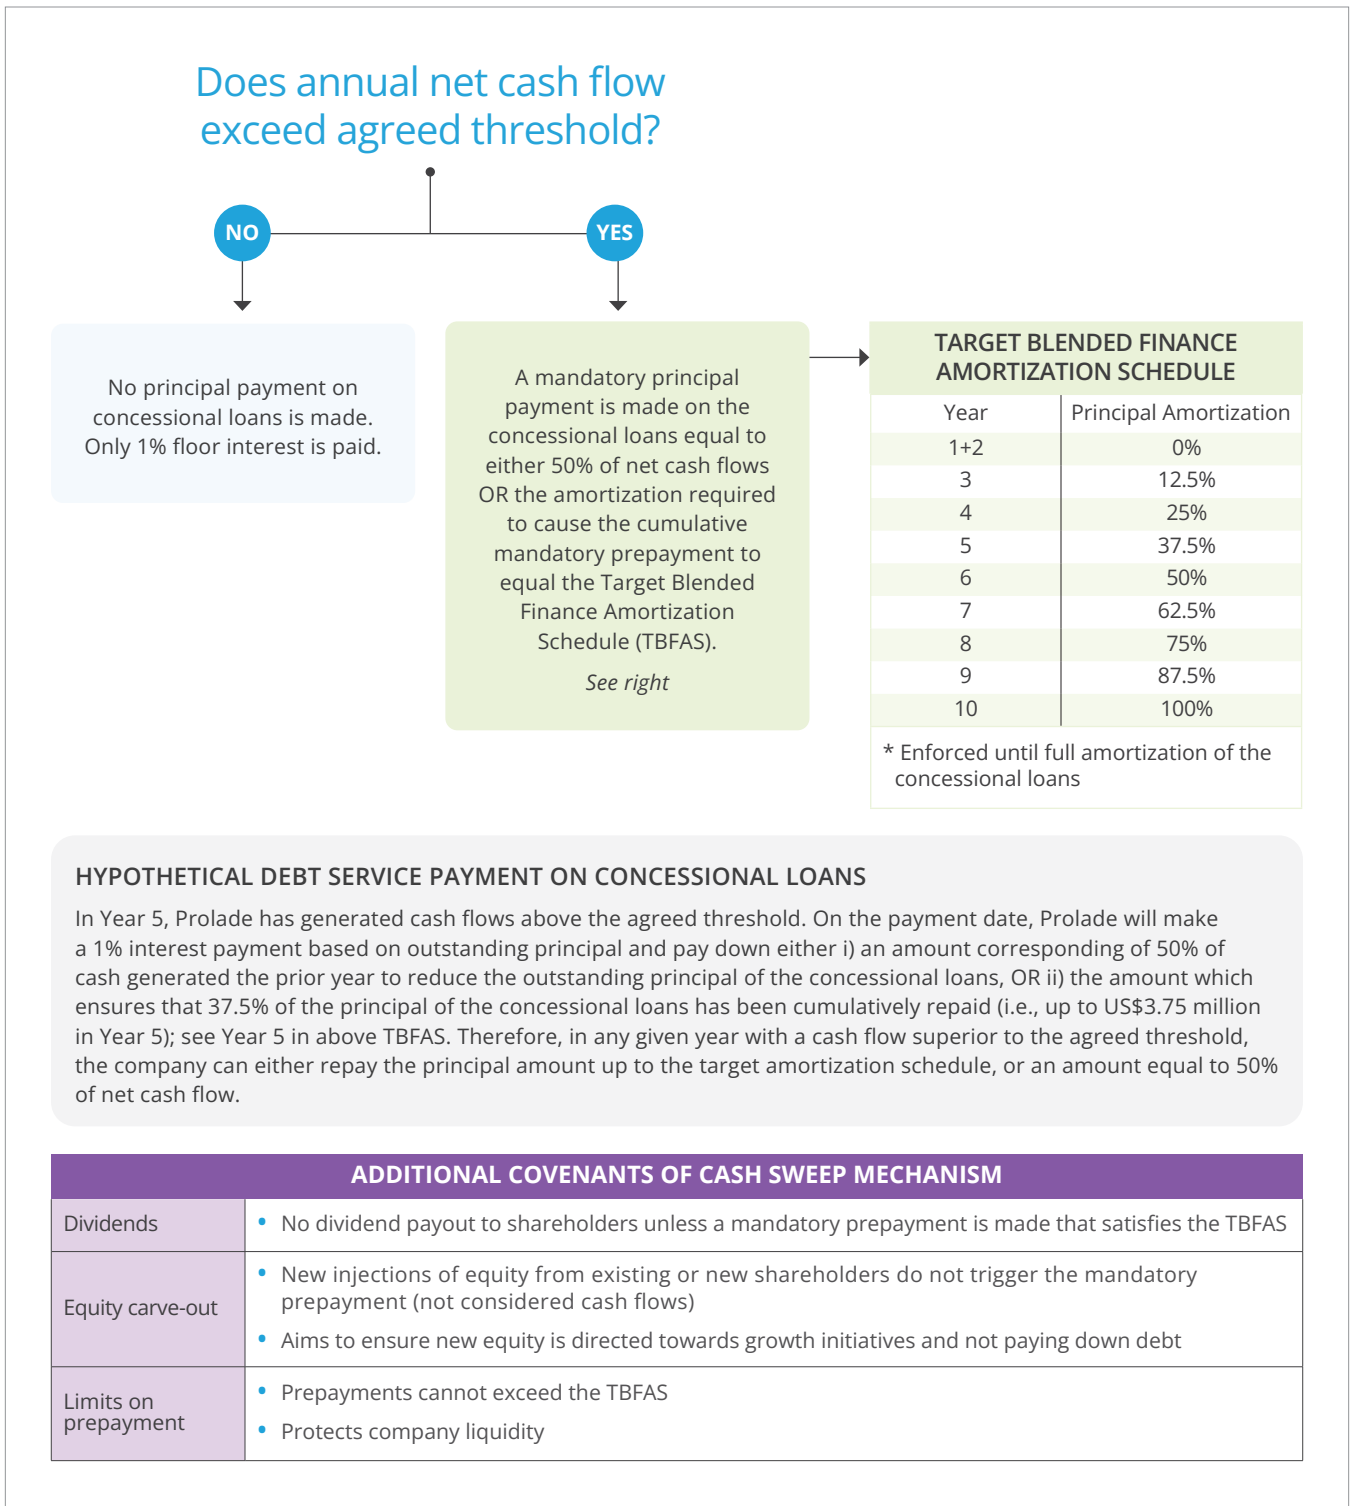 Does annual net cash flow
exceed agreed threshold?
NO
YES
No principal payment on
concessional loans is made.
Only 1% floor interest is paid.
A mandatory principal
payment is made on the
concessional loans equal to
either 50% of net cash flows
OR the amortization required
to cause the cumulative
mandatory prepayment to
equal the Target Blended
Finance Amortization
Schedule (TBFAS).
See right
TARGET BLENDED FINANCE
AMORTIZATION SCHEDULE
Year Principal Amortization
1+2 0%
3 12.5%
4 25%
5 37.5%
6 50%
7 62.5%
8 75%
9 87.5%
10 100%
* Enforced until full amortization of the
concessional loans
HYPOTHETICAL DEBT SERVICE PAYMENT ON CONCESSIONAL LOANS
In Year 5, Prolade has generated cash flows above the agreed threshold. On the payment date, Prolade will make
a 1% interest payment based on outstanding principal and pay down either i) an amount corresponding of 50% of
cash generated the prior year to reduce the outstanding principal of the concessional loans, OR ii) the amount which
ensures that 37.5% of the principal of the concessional loans has been cumulatively repaid (i.e., up to US$3.75 million
in Year 5); see Year 5 in above TBFAS. Therefore, in any given year with a cash flow superior to the agreed threshold,
the company can either repay the principal amount up to the target amortization schedule, or an amount equal to 50%
of net cash flow.
ADDITIONAL COVENANTS OF CASH SWEEP MECHANISM
Dividends
• No dividend payout to shareholders unless a mandatory prepayment is made that satisfies the TBFAS
Equity carve-out
• New injections of equity from existing or new shareholders do not trigger the mandatory
prepayment (not considered cash flows)
• Aims to ensure new equity is directed towards growth initiatives and not paying down debt
Limits on
prepayment
• Prepayments cannot exceed the TBFAS
• Protects company liquidity